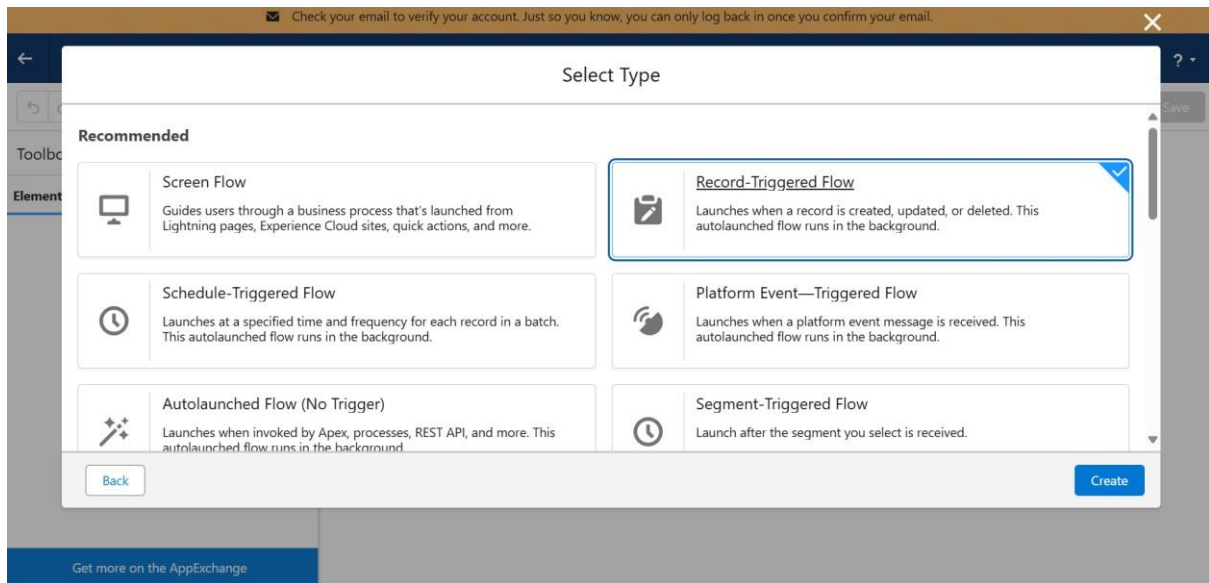 Check your email to verify your account. Just so you know, you can only log back in once you confirm your email.
Select Type
?
Save
Recommended
Toolbo
Element
Screen Flow
Guides users through a business process that's launched from
Lightning pages, Experience Cloud sites, quick actions, and more.
Record-Triggered Flow
Launches when a record is created, updated, or deleted. This
autolaunched flow runs in the background.
Schedule-Triggered Flow
Launches at a specified time and frequency for each record in a batch.
This autolaunched flow runs in the background.
Platform Event—Triggered Flow
Launches when a platform event message is received. This
autolaunched flow runs in the background.
Autolaunched Flow (No Trigger)
Launches when invoked by Apex, processes, REST API, and more. This
autolaunched flow runs in the background
Segment-Triggered Flow
Launch after the segment you select is received.
Back
Create
Get more on the AppExchange